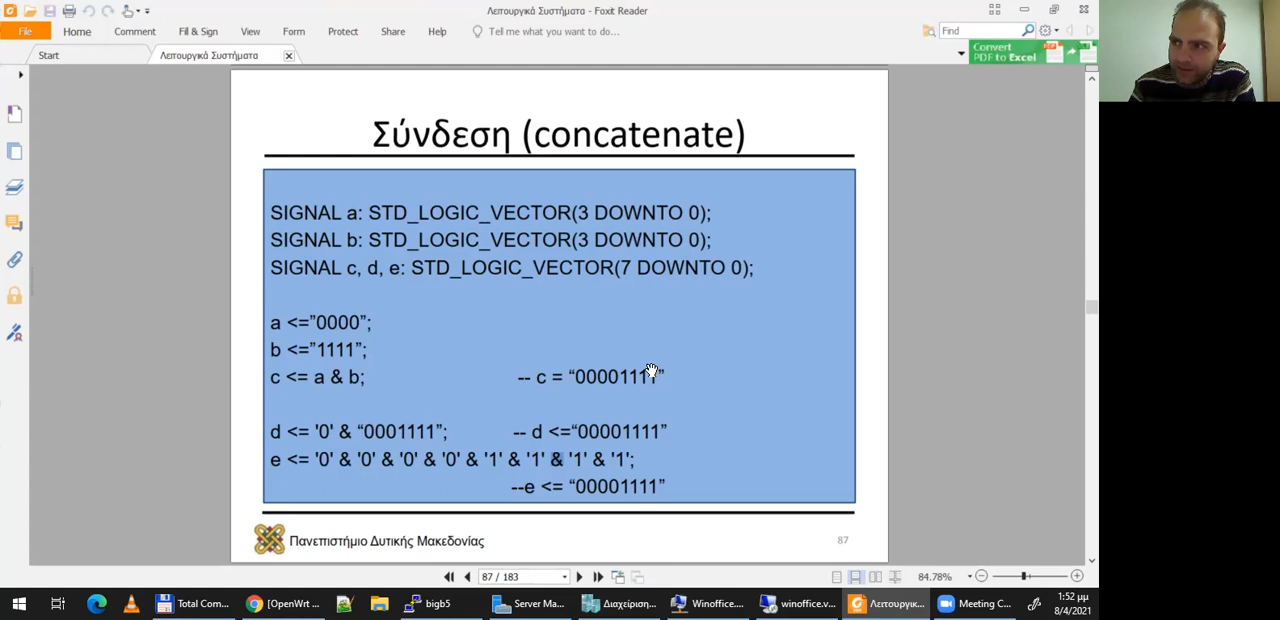 Λειτουργικά Συστήματα - Foxit Reader
File Home Comment Fill & Sign View Form Protect Share Help Tell me what you want to do... Find
Start Λειτουργικά Συστήματα
Convert
PDF to Excel
Σύνδεση (concatenate)
SIGNAL a: STD_LOGIC_VECTOR(3 DOWNTO 0);
SIGNAL b: STD_LOGIC_VECTOR(3 DOWNTO 0);
SIGNAL c, d, e: STD_LOGIC_VECTOR(7 DOWNTO 0);
a <=”0000”;
b <=”1111”;
c <= a & b; -- c = “00001111”
d <= '0' & “0001111”; -- d <=“00001111”
e <= '0' & '0' & '0' & '0' & '1' & '1' & '1' & '1';
--e <= “00001111”
Πανεπιστήμιο Δυτικής Μακεδονίας 87
87 / 183 84.78%
Total Com... [OpenWrt ... bigb5 Server Ma... Διαχείριση... Winoffice.... winoffice.v... Λειτουργικ... Meeting C... 1:52 μμ
8/4/2021